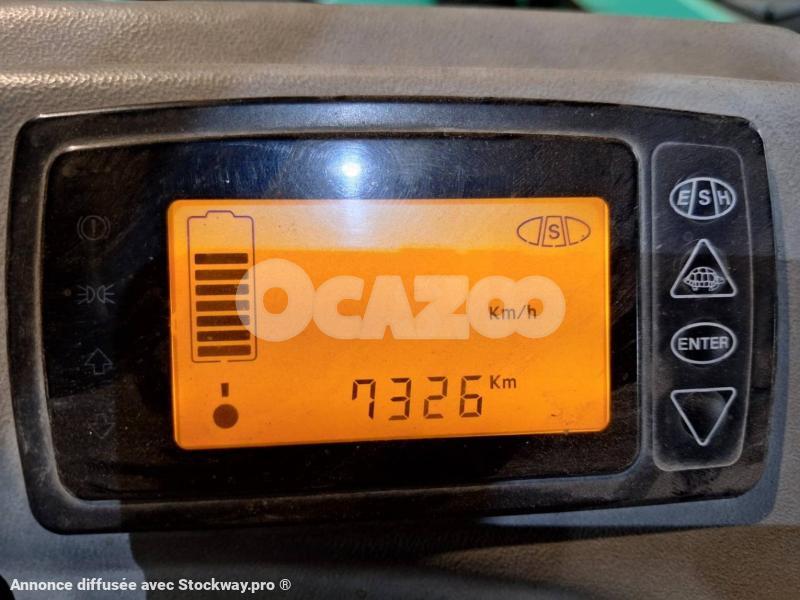 S
E S H
OCAZOO
Km/h
ENTER
7326 Km
Annonce diffusée avec Stockway.pro ®